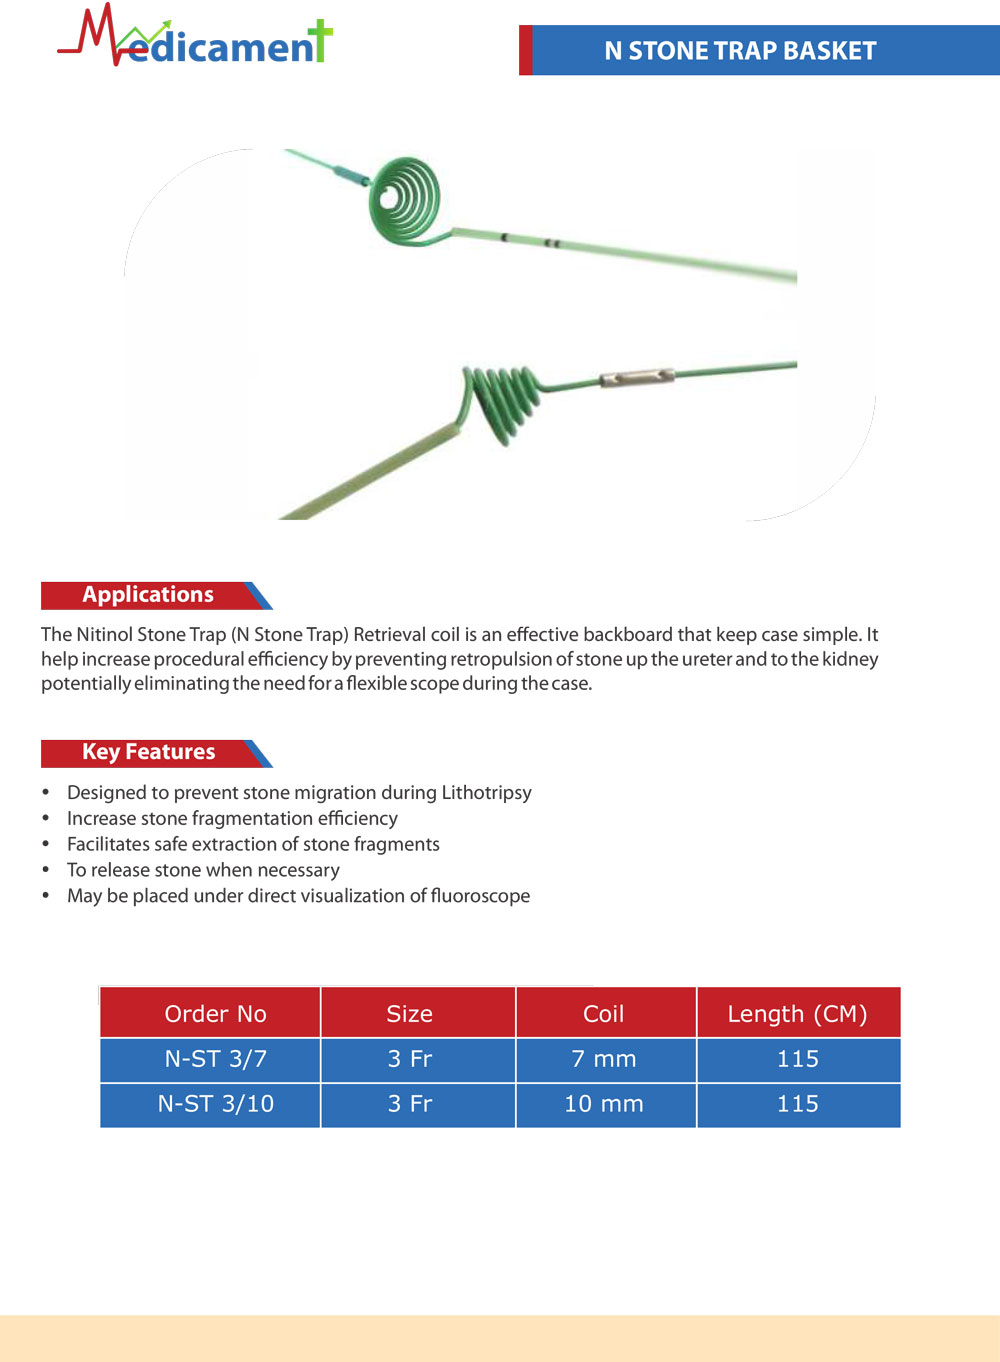 Medicament
N STONE TRAP BASKET
Applications
The Nitinol Stone Trap (N Stone Trap) Retrieval coil is an effective backboard that keep case simple. It
help increase procedural efficiency by preventing retropulsion of stone up the ureter and to the kidney
potentially eliminating the need for a flexible scope during the case.
Key Features
• Designed to prevent stone migration during Lithotripsy
• Increase stone fragmentation efficiency
• Facilitates safe extraction of stone fragments
• To release stone when necessary
• May be placed under direct visualization of fluoroscope
Order No Size Coil Length (CM)
N-ST 3/7 3 Fr 7 mm 115
N-ST 3/10 3 Fr 10 mm 115